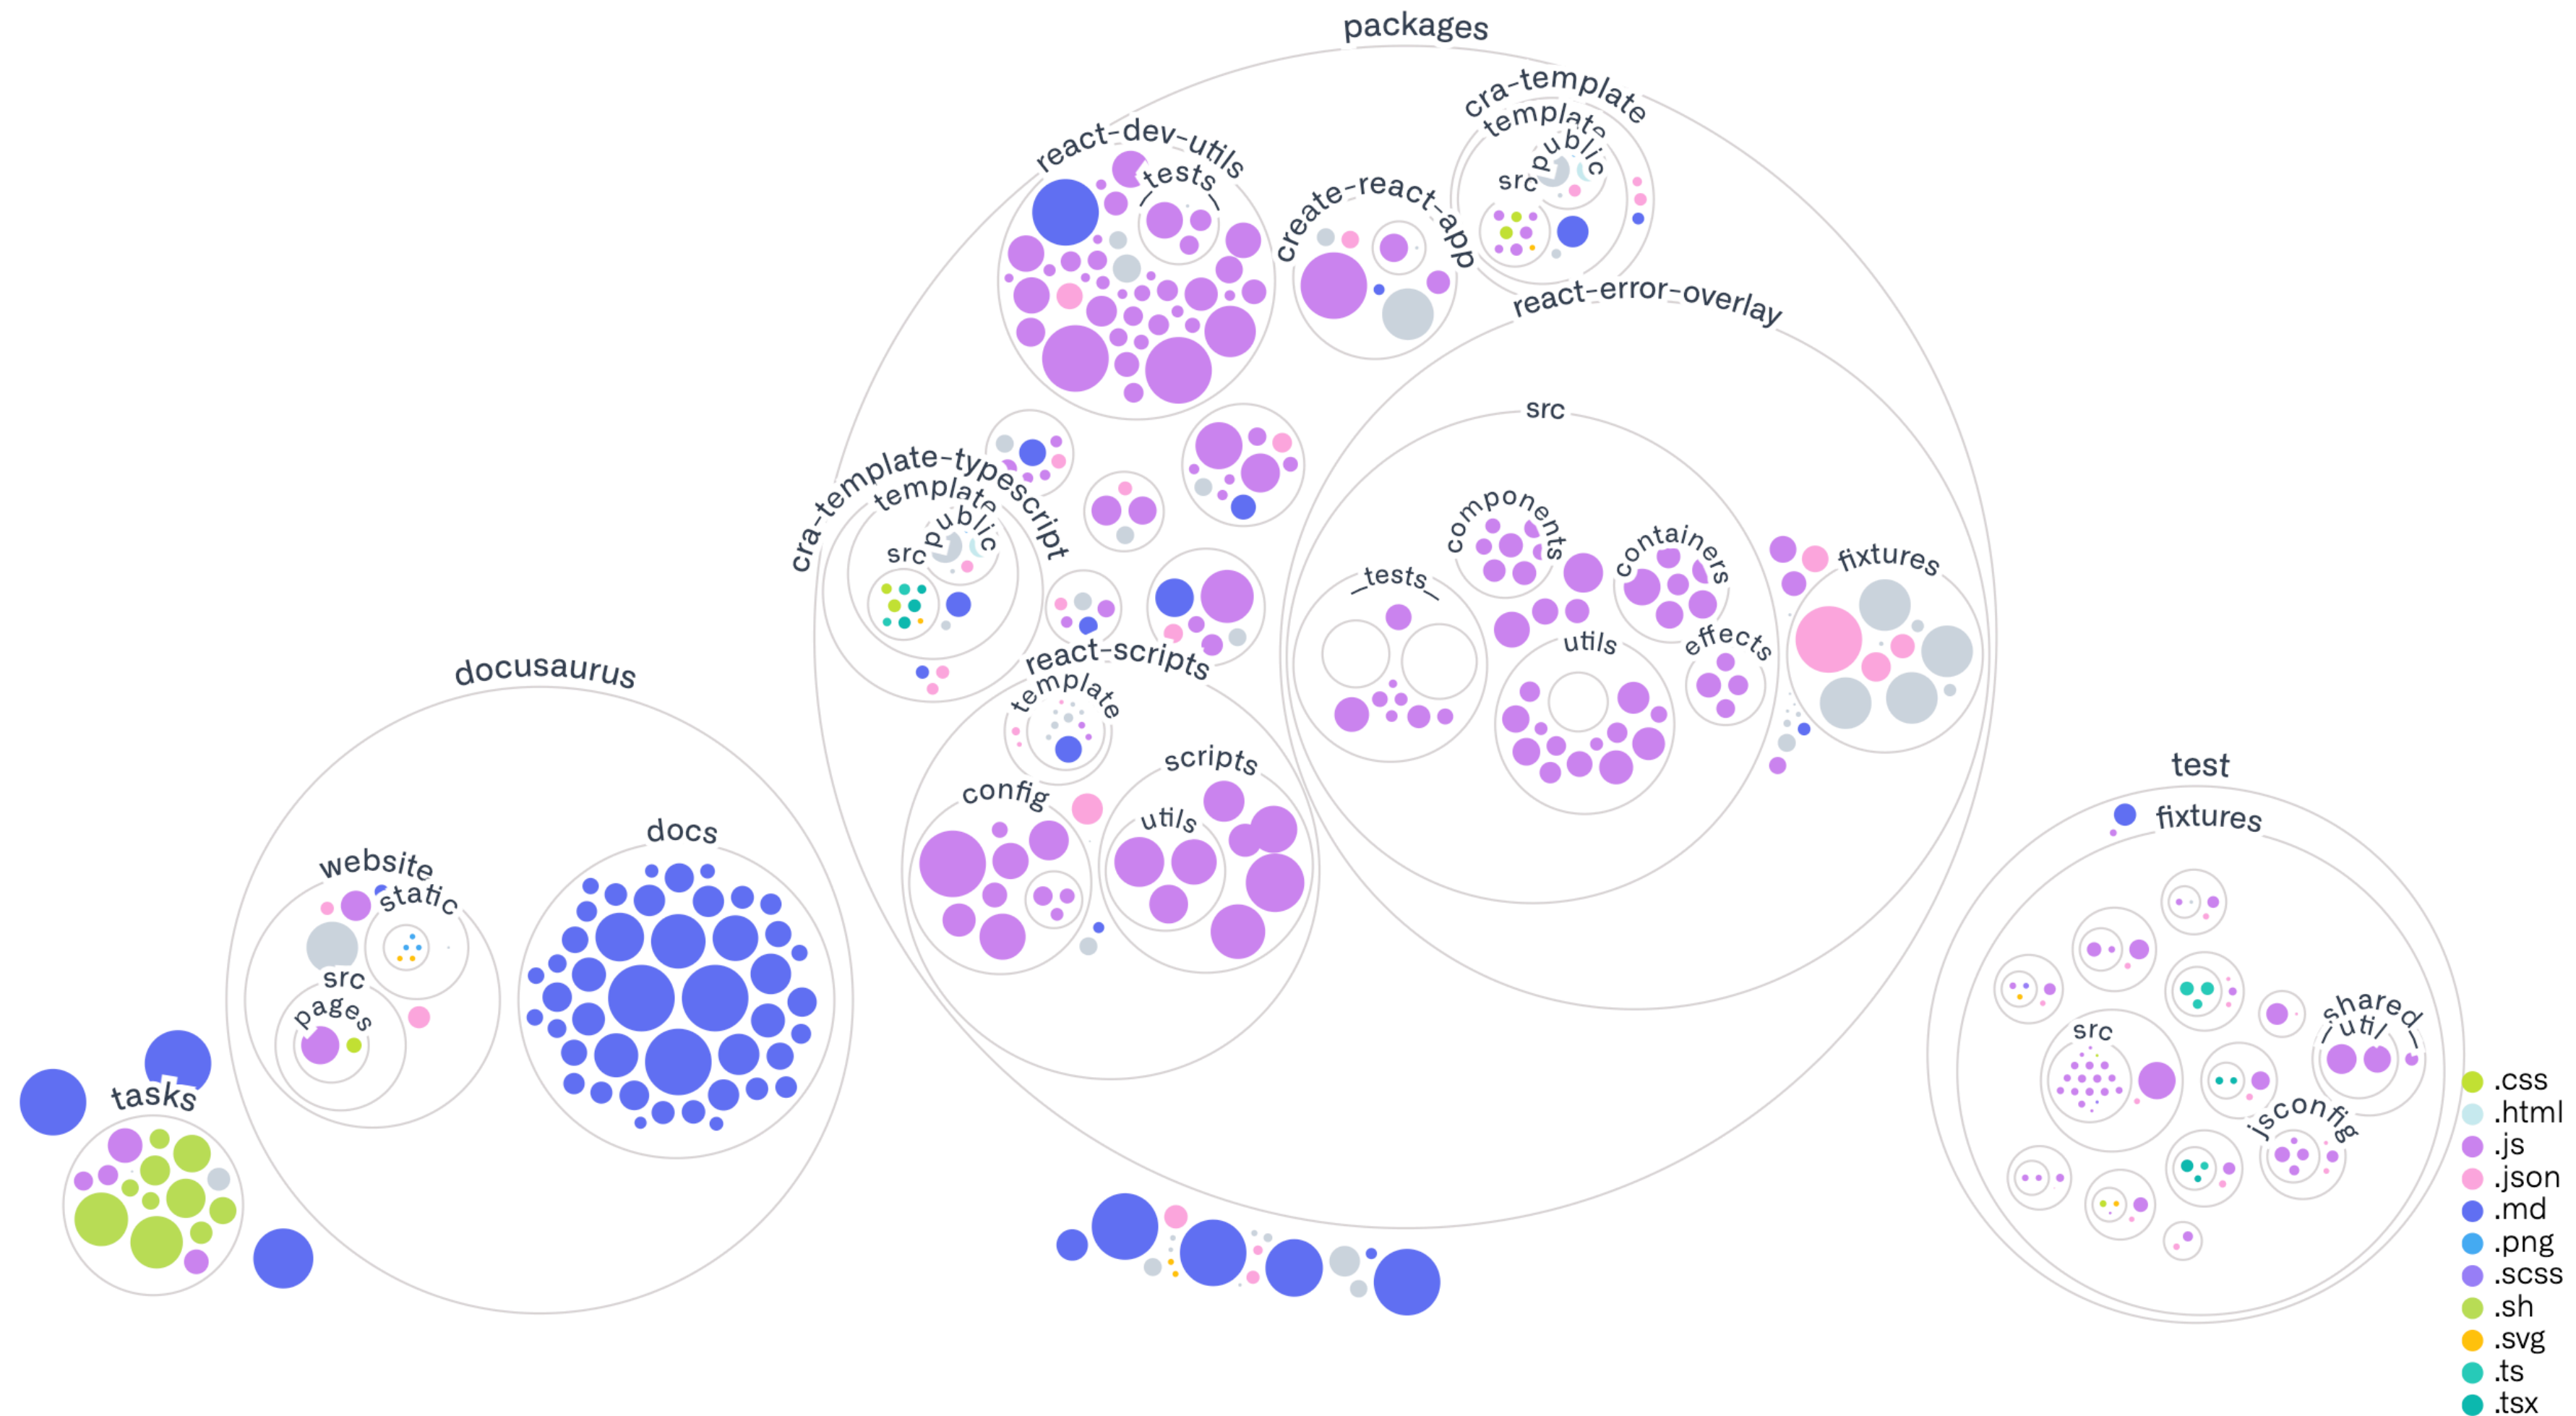 packages
cra-template
template
public
src
react-dev-utils
__tests__
create-react-app
react-error-overlay
src
components
containers
__tests__
utils
effects
fixtures
cra-template-typescript
template
public
src
react-scripts
template
config
scripts
utils
docusaurus
docs
website
static
src
pages
tasks
test
fixtures
src
__shared__
util
jsconfig
.css
.html
.js
.json
.md
.png
.scss
.sh
.svg
.ts
.tsx